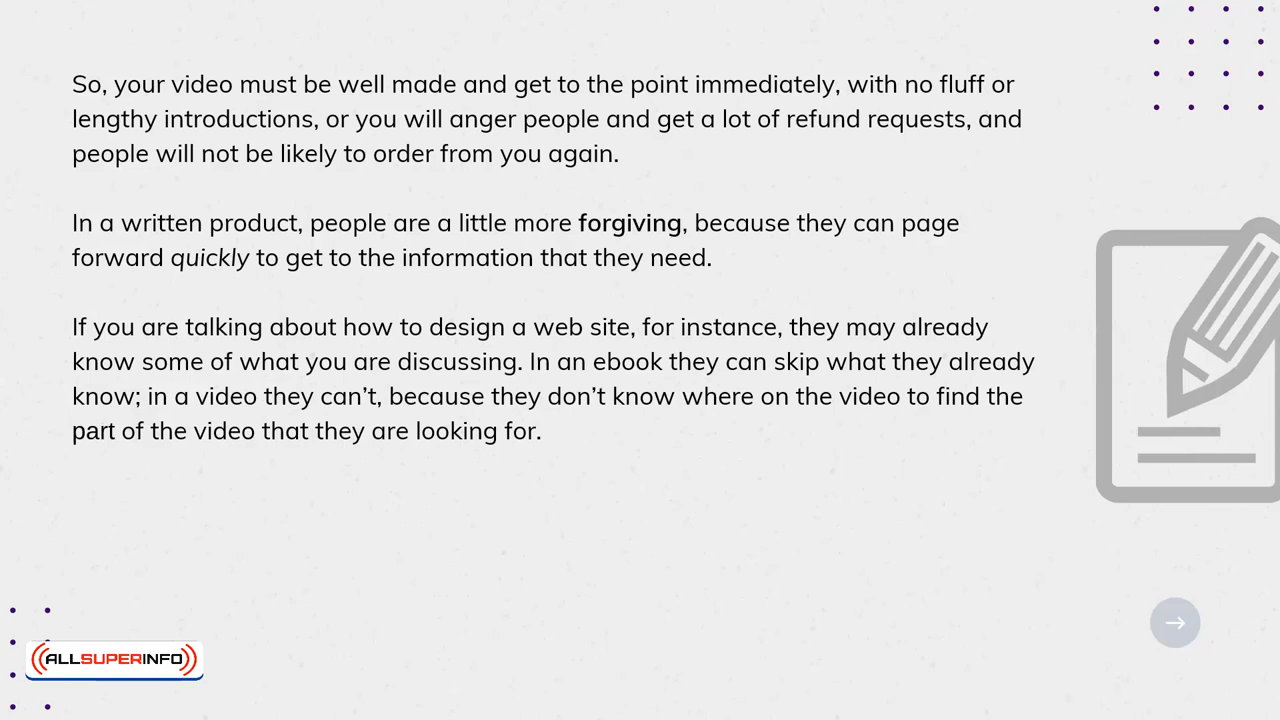 So, your video must be well made and get to the point immediately, with no fluff or
lengthy introductions, or you will anger people and get a lot of refund requests, and
people will not be likely to order from you again.
In a written product, people are a little more forgiving, because they can page
forward quickly to get to the information that they need.
If you are talking about how to design a web site, for instance, they may already
know some of what you are discussing. In an ebook they can skip what they already
know; in a video they can’t, because they don’t know where on the video to find the
part of the video that they are looking for.
ALLSUPERINFO